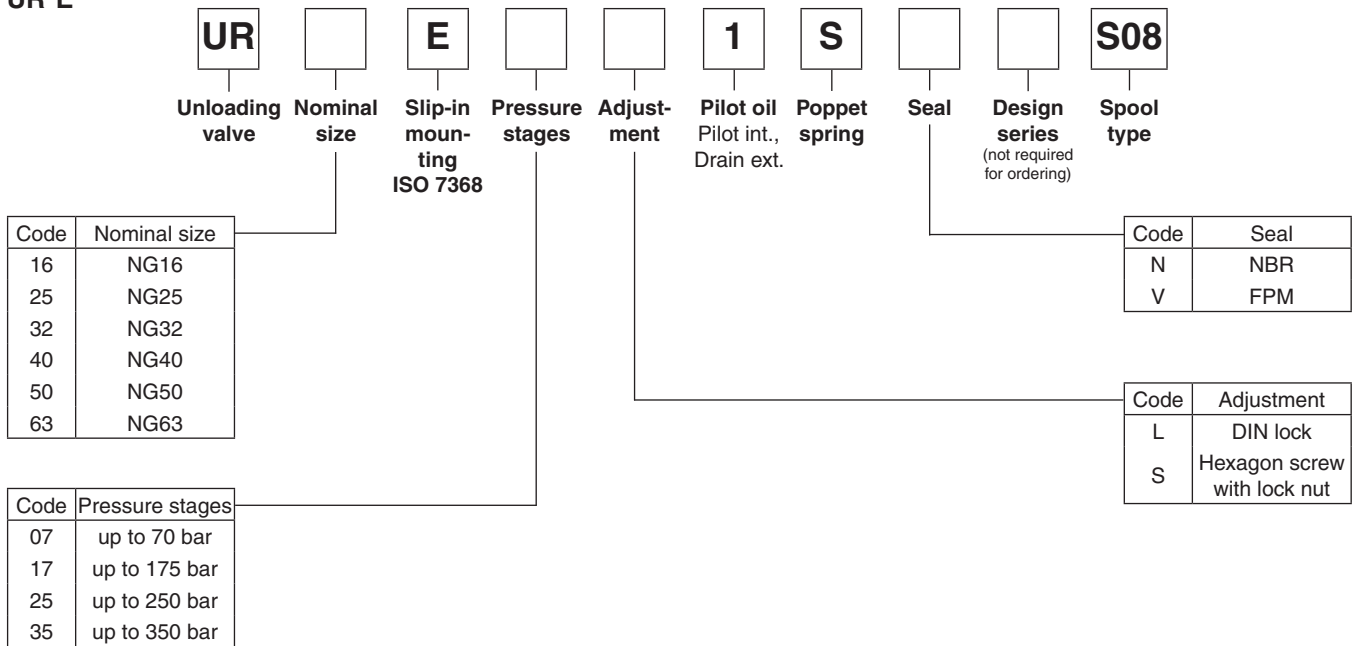 UR E
UR E 1 S S08
Unloading valve
Nominal size
Slip-in moun-
ting
ISO 7368
Pressure stages
Adjust-
ment
Pilot oil
Pilot int.,
Drain ext.
Poppet spring
Seal
Design series
(not required
for ordering)
Spool type
Code Nominal size
16 NG16
25 NG25
32 NG32
40 NG40
50 NG50
63 NG63
Code Seal
N NBR
V FPM
Code Adjustment
L DIN lock
S Hexagon screw
with lock nut
Code Pressure stages
07 up to 70 bar
17 up to 175 bar
25 up to 250 bar
35 up to 350 bar